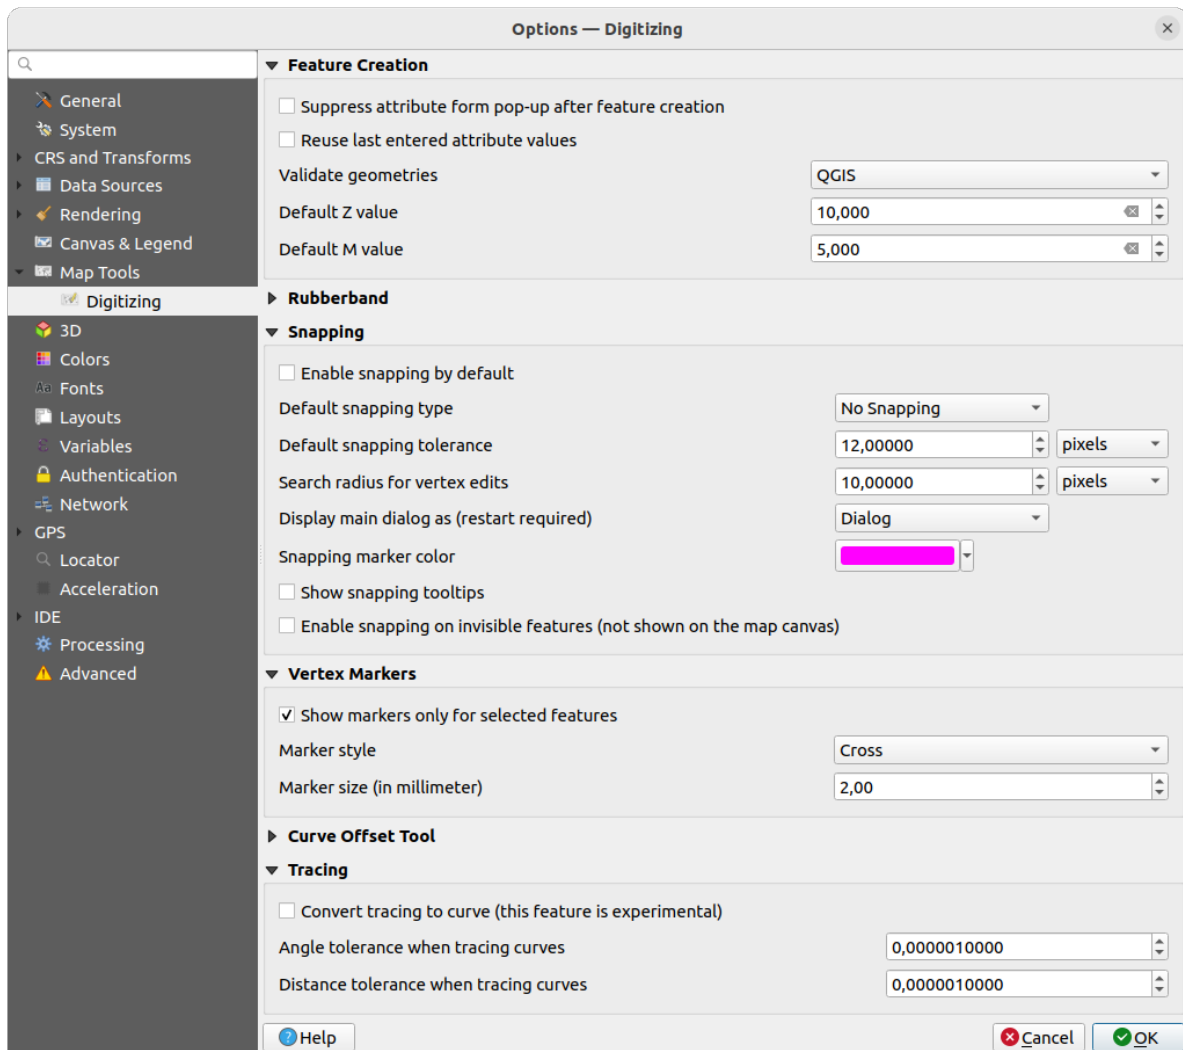 Options — Digitizing
General
System
CRS and Transforms
Data Sources
Rendering
Canvas & Legend
Map Tools
Digitizing
3D
Colors
Fonts
Layouts
Variables
Authentication
Network
GPS
Locator
Acceleration
IDE
Processing
Advanced
Feature Creation
Suppress attribute form pop-up after feature creation
Reuse last entered attribute values
Validate geometries QGIS
Default Z value 10,000
Default M value 5,000
Rubberband
Snapping
Enable snapping by default
Default snapping type No Snapping
Default snapping tolerance 12,00000 pixels
Search radius for vertex edits 10,00000 pixels
Display main dialog as (restart required) Dialog
Snapping marker color
Show snapping tooltips
Enable snapping on invisible features (not shown on the map canvas)
Vertex Markers
Show markers only for selected features
Marker style Cross
Marker size (in millimeter) 2,00
Curve Offset Tool
Tracing
Convert tracing to curve (this feature is experimental)
Angle tolerance when tracing curves 0,0000010000
Distance tolerance when tracing curves 0,0000010000
Help Cancel OK